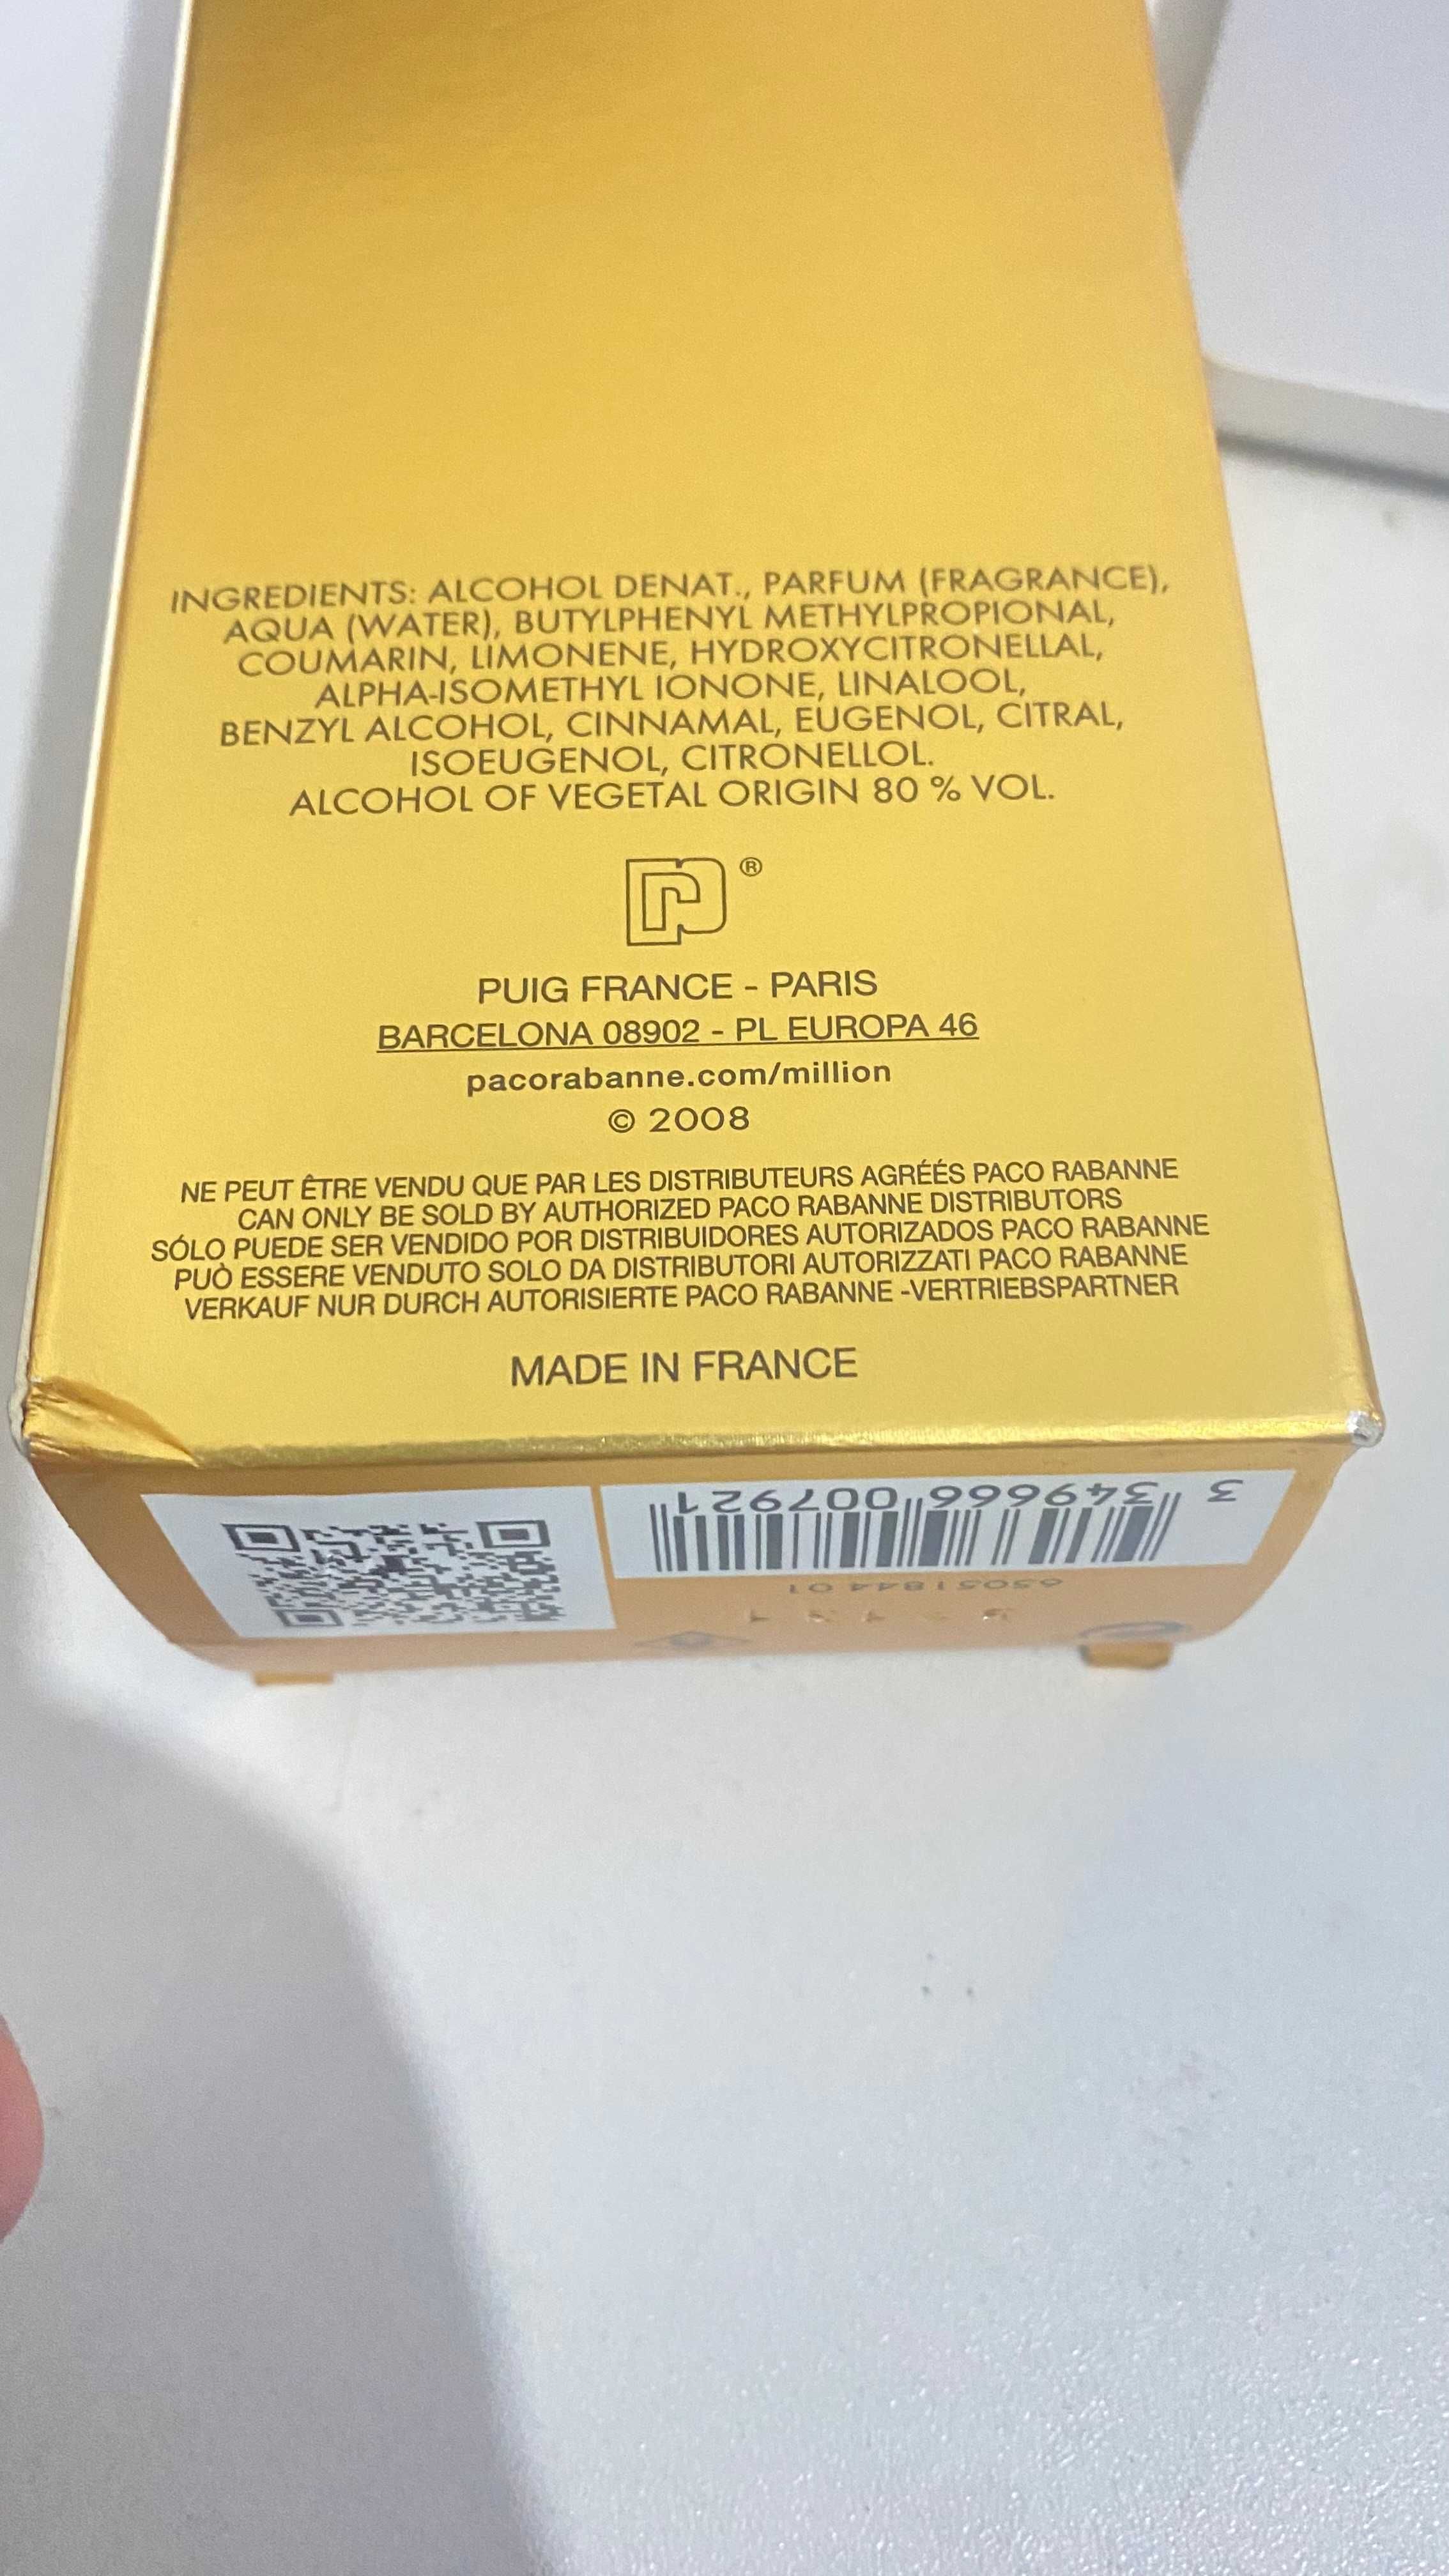 INGREDIENTS: ALCOHOL DENAT., PARFUM (FRAGRANCE),
AQUA (WATER), BUTYLPHENYL METHYLPROPIONAL,
COUMARIN, LIMONENE, HYDROXYCITRONELLAL,
ALPHA-ISOMETHYL IONONE, LINALOOL,
BENZYL ALCOHOL, CINNAMAL, EUGENOL, CITRAL,
ISOEUGENOL, CITRONELLOL.
ALCOHOL OF VEGETAL ORIGIN 80 % VOL.
®
PUIG FRANCE - PARIS
BARCELONA 08902 - PL EUROPA 46
pacorabanne.com/million
© 2008
NE PEUT ÊTRE VENDU QUE PAR LES DISTRIBUTEURS AGRÉÉS PACO RABANNE
CAN ONLY BE SOLD BY AUTHORIZED PACO RABANNE DISTRIBUTORS
SÓLO PUEDE SER VENDIDO POR DISTRIBUIDORES AUTORIZADOS PACO RABANNE
PUÒ ESSERE VENDUTO SOLO DA DISTRIBUTORI AUTORIZZATI PACO RABANNE
VERKAUF NUR DURCH AUTORISIERTE PACO RABANNE -VERTRIEBSPARTNER
MADE IN FRANCE
3 349666 007921
65051844 01